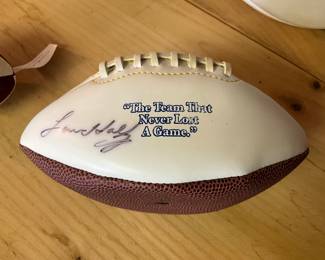 "The Team That
Never Lost
A Game."